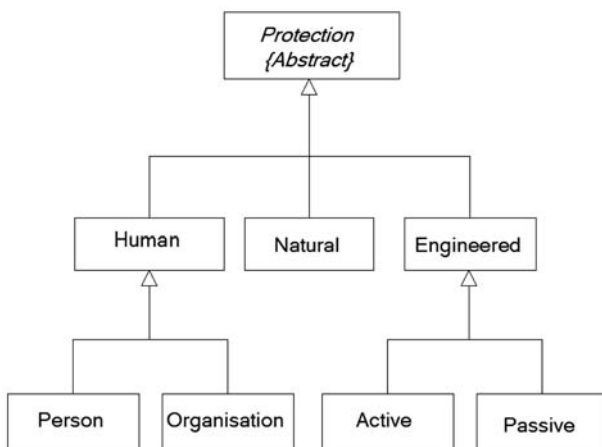 Protection
{Abstract}
Human
Natural
Engineered
Person
Organisation
Active
Passive